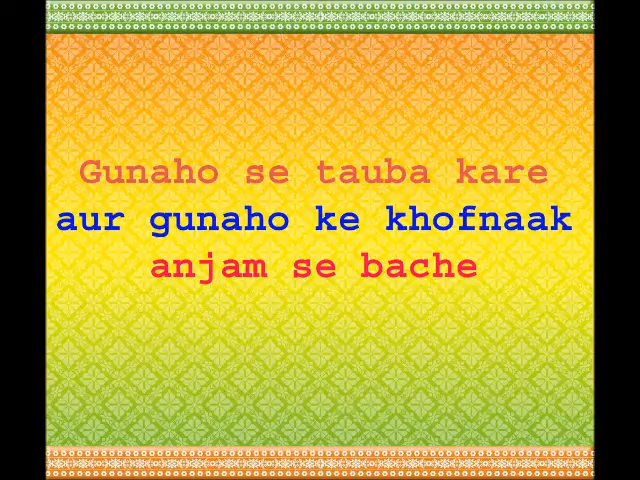 Gunaho se tauba kare
aur gunaho ke khofnaak
anjam se bache